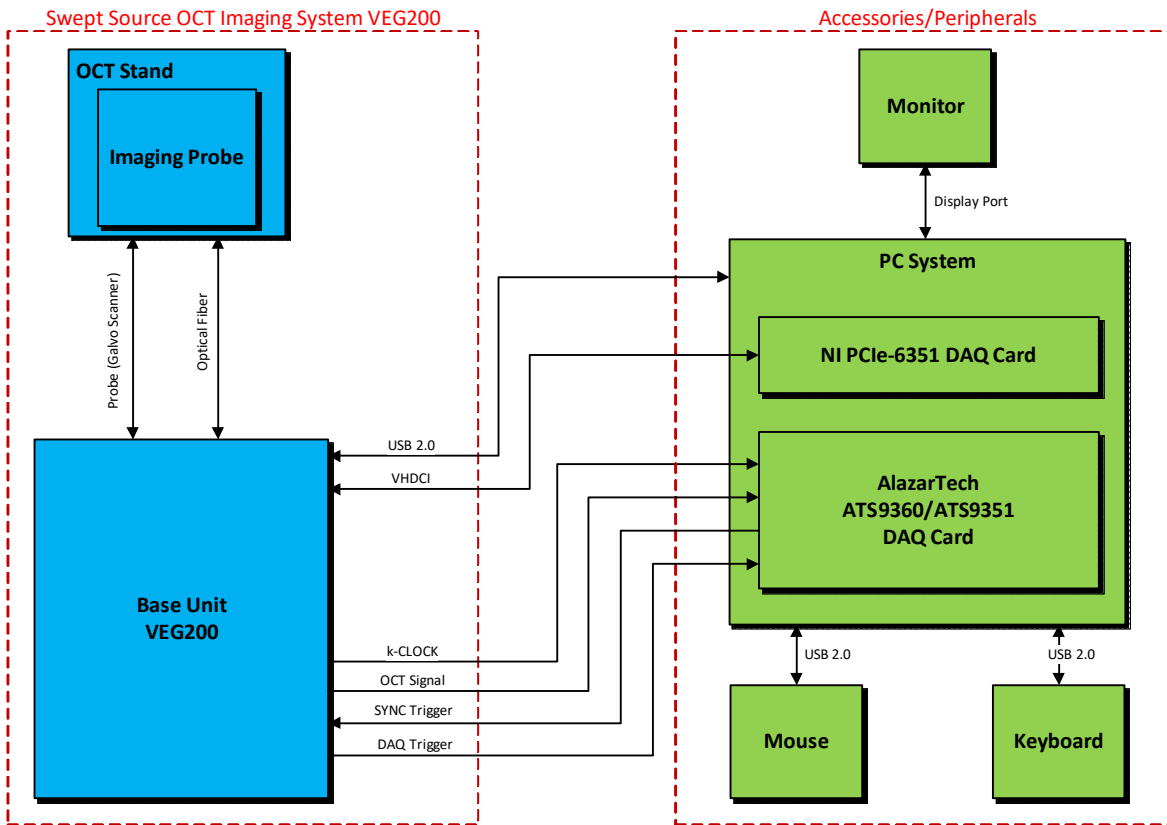 Swept Source OCT Imaging System VEG200
Accessories/Peripherals
OCT Stand
Imaging Probe
Monitor
Display Port
PC System
Probe (Galvo Scanner)
Optical Fiber
NI PCIe-6351 DAQ Card
USB 2.0
VHDCI
AlazarTech
ATS9360/ATS9351
DAQ Card
Base Unit
VEG200
k-CLOCK
OCT Signal
SYNC Trigger
DAQ Trigger
USB 2.0
USB 2.0
Mouse
Keyboard